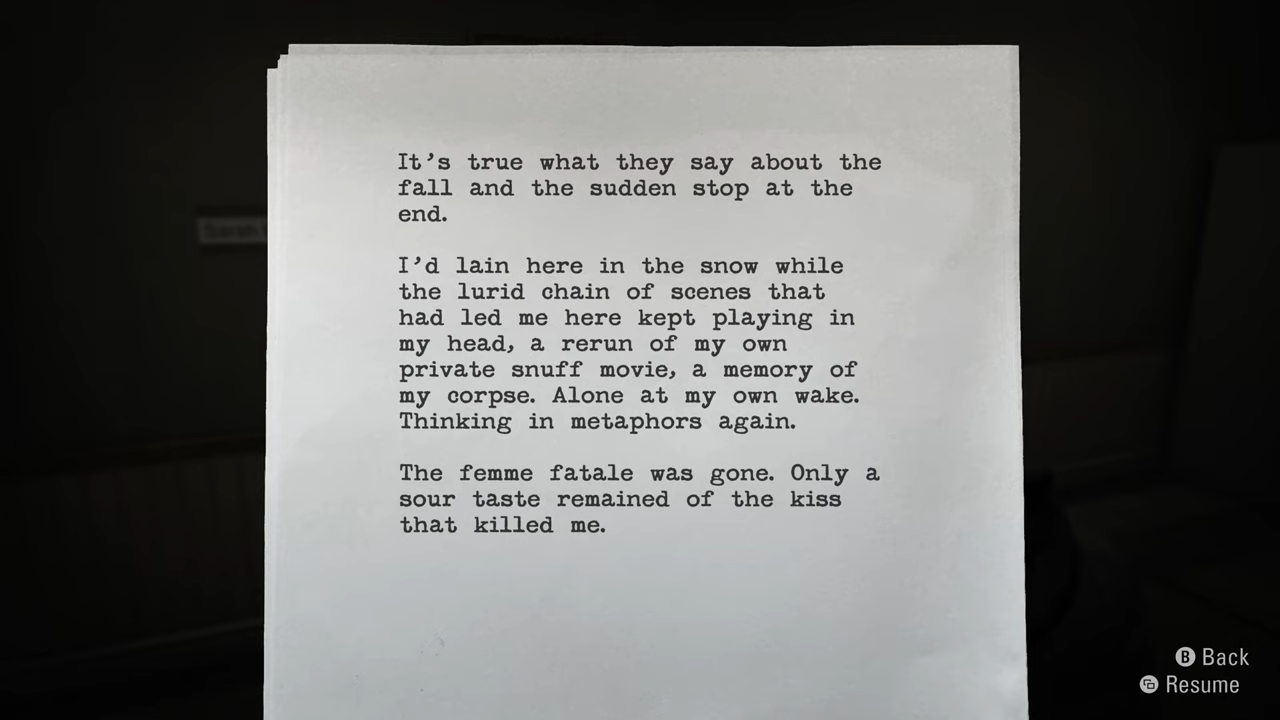 It’s true what they say about the
fall and the sudden stop at the
end.
I’d lain here in the snow while
the lurid chain of scenes that
had led me here kept playing in
my head, a rerun of my own
private snuff movie, a memory of
my corpse. Alone at my own wake.
Thinking in metaphors again.
The femme fatale was gone. Only a
sour taste remained of the kiss
that killed me.
Sarah
B Back
Resume